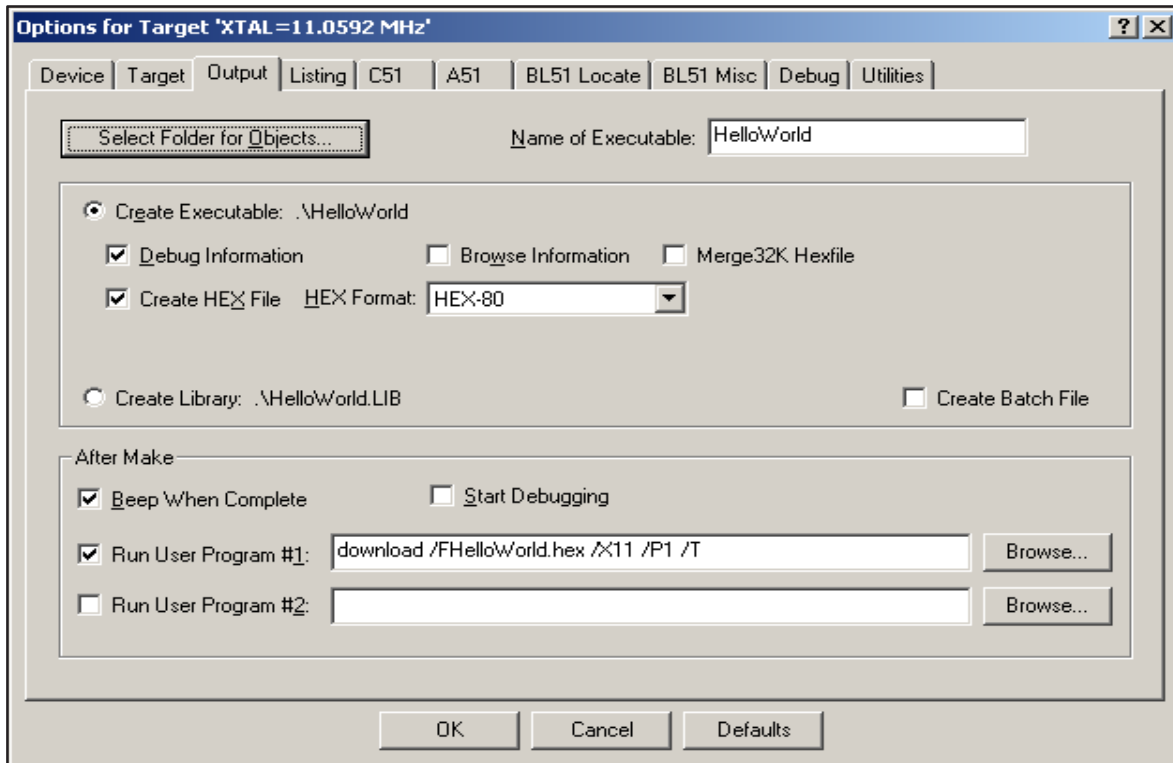 Options for Target 'XTAL=11.0592 MHz'
Device Target Output Listing C51 A51 BL51 Locate BL51 Misc Debug Utilities
Select Folder for Objects... Name of Executable: HelloWorld
Create Executable: .\HelloWorld
Debug Information Browse Information Merge32K Hexfile
Create HEX File HEX Format: HEX-80
Create Library: .\HelloWorld.LIB Create Batch File
After Make
Beep When Complete Start Debugging
Run User Program #1: download /FHelloWorld.hex /X11 /P1 /T Browse...
Run User Program #2: Browse...
OK Cancel Defaults